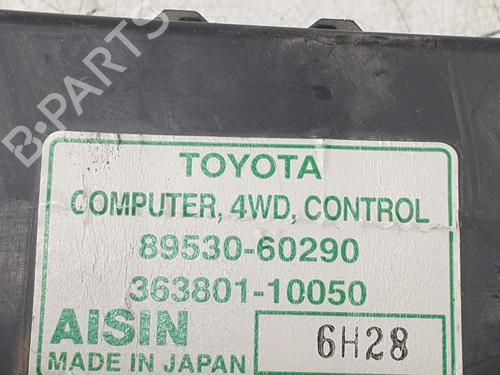 B-PARTS
TOYOTA
COMPUTER, 4WD, CONTROL
89530-60290
363801-10050
AISIN
MADE IN JAPAN
6H28